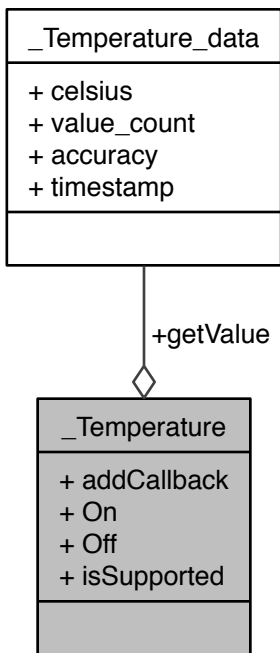 _Temperature_data
+ celsius
+ value_count
+ accuracy
+ timestamp
+getValue
_Temperature
+ addCallback
+ On
+ Off
+ isSupported